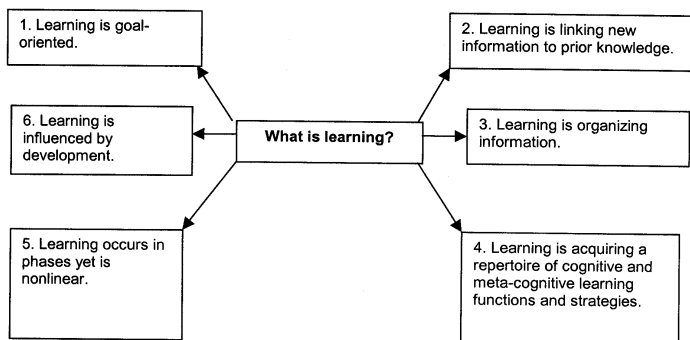 1. Learning is goal-
oriented.
2. Learning is linking new
information to prior knowledge.
6. Learning is
influenced by
development.
What is learning?
3. Learning is organizing
information.
5. Learning occurs in
phases yet is
nonlinear.
4. Learning is acquiring a
repertoire of cognitive and
meta-cognitive learning
functions and strategies.